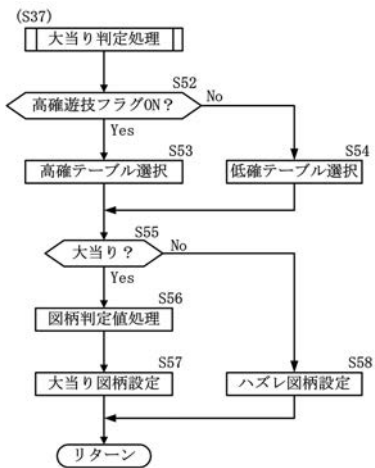 (S37)
大当り判定処理
S52
高確遊技フラグON?
No
Yes
S53
S54
高確テーブル選択
低確テーブル選択
S55
大当り?
No
Yes
S56
図柄判定値処理
S57
S58
大当り図柄設定
ハズレ図柄設定
リターン